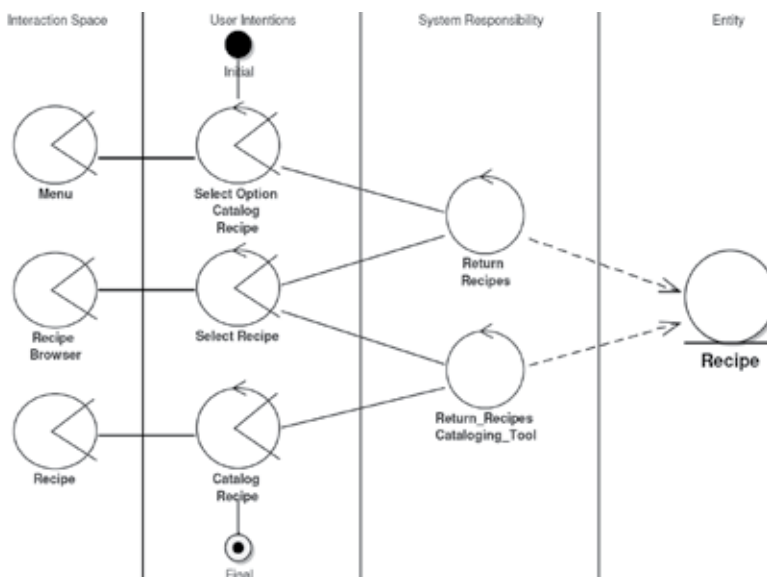 Interaction Space
User Intentions
System Responsibility
Entity
Initial
Menu
Select Option
Catalog
Recipe
Return
Recipes
Recipe
Browser
Select Recipe
Recipe
Return_Recipes
Cataloging_Tool
Recipe
Catalog
Recipe
Final